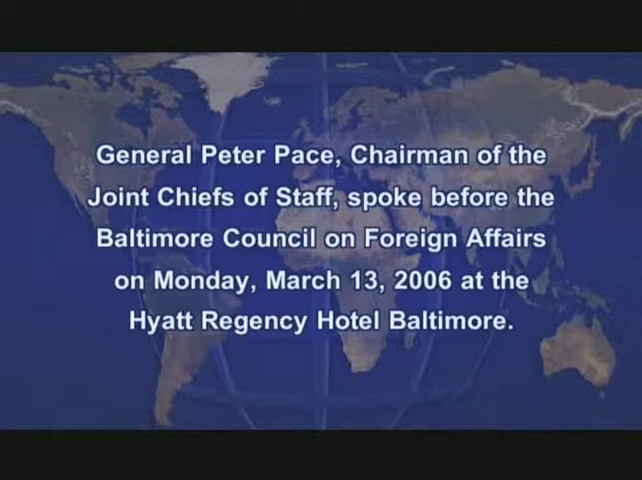 General Peter Pace, Chairman of the
Joint Chiefs of Staff, spoke before the
Baltimore Council on Foreign Affairs
on Monday, March 13, 2006 at the
Hyatt Regency Hotel Baltimore.